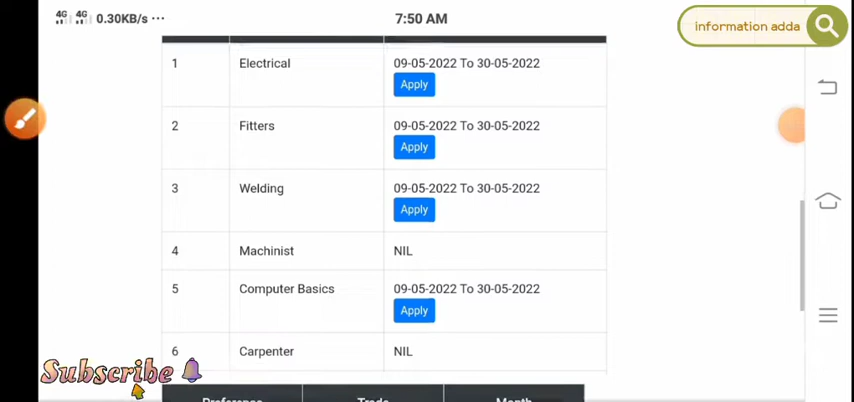 4G 4G 0.30KB/s ··· 7:50 AM
information adda
1 Electrical 09-05-2022 To 30-05-2022
Apply
2 Fitters 09-05-2022 To 30-05-2022
Apply
3 Welding 09-05-2022 To 30-05-2022
Apply
4 Machinist NIL
5 Computer Basics 09-05-2022 To 30-05-2022
Apply
6 Carpenter NIL
Subscribe
Preference Trade Month